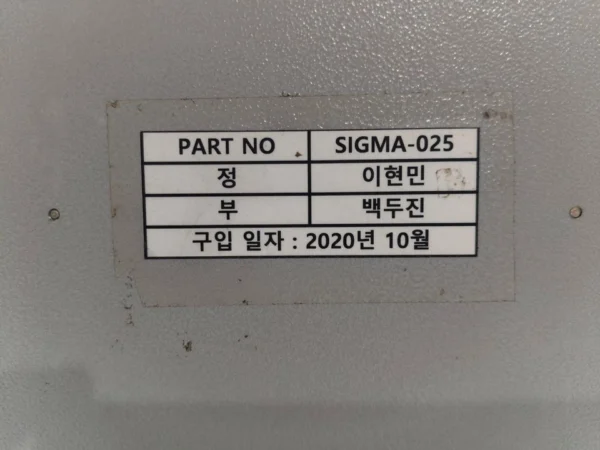 PART NO SIGMA-025
정 이현민
부 백두진
구입 일자 : 2020년 10월